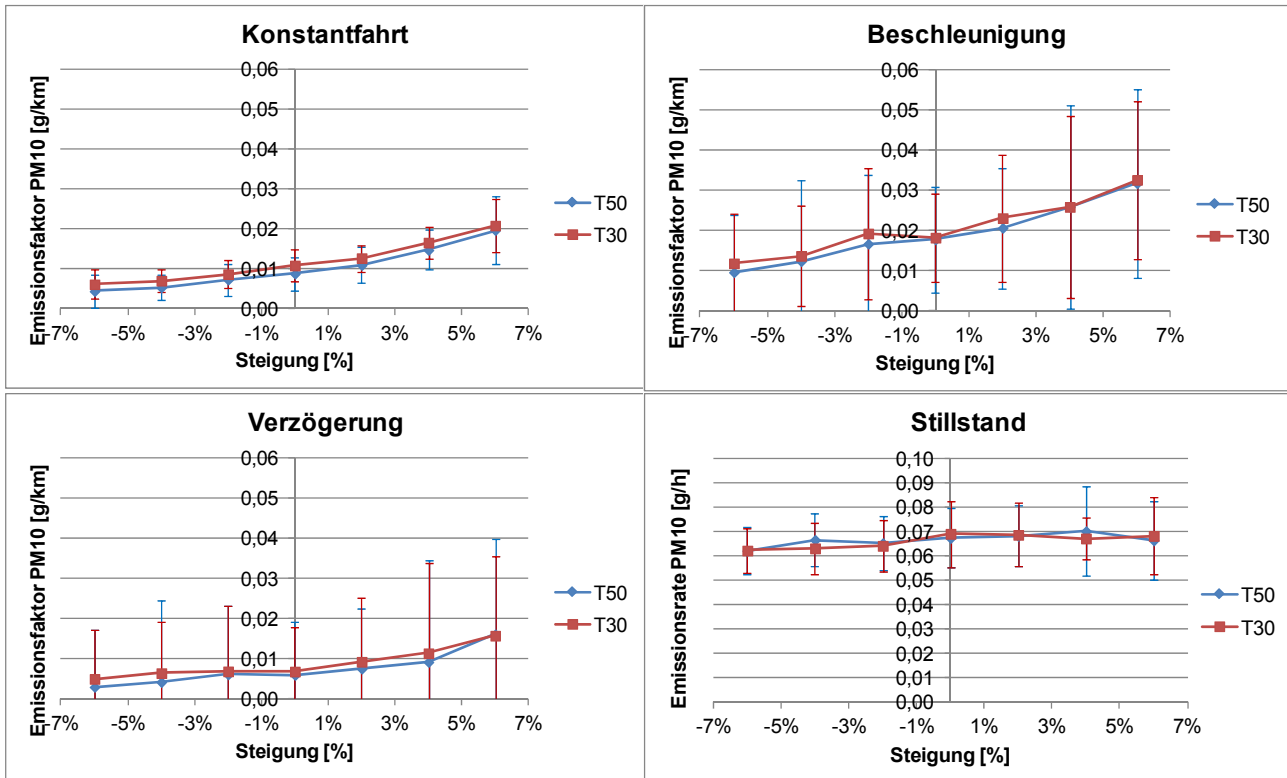 Konstantfahrt
Emissionsfaktor PM10 [g/km]
0,06
0,05
0,04
0,03
0,02
0,01
0,00
-7% -5% -3% -1% 1% 3% 5% 7%
Steigung [%]
T50
T30
Beschleunigung
Emissionsfaktor PM10 [g/km]
0,06
0,05
0,04
0,03
0,02
0,01
0,00
-7% -5% -3% -1% 1% 3% 5% 7%
Steigung [%]
T50
T30
Verzögerung
Emissionsfaktor PM10 [g/km]
0,06
0,05
0,04
0,03
0,02
0,01
0,00
-7% -5% -3% -1% 1% 3% 5% 7%
Steigung [%]
T50
T30
Stillstand
Emissionsrate PM10 [g/h]
0,10
0,09
0,08
0,07
0,06
0,05
0,04
0,03
0,02
0,01
0,00
-7% -5% -3% -1% 1% 3% 5% 7%
Steigung [%]
T50
T30